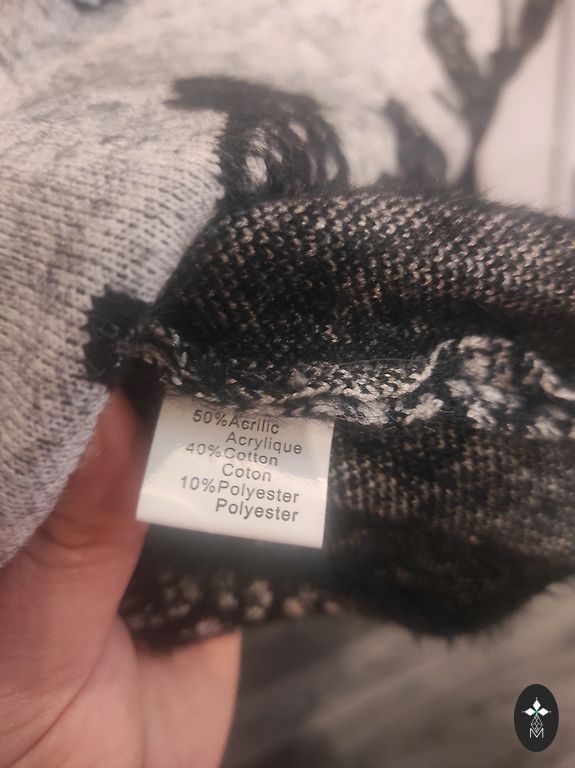 50%Acrilic
Acrylique
40%Cotton
Coton
10%Polyester
Polyester
M